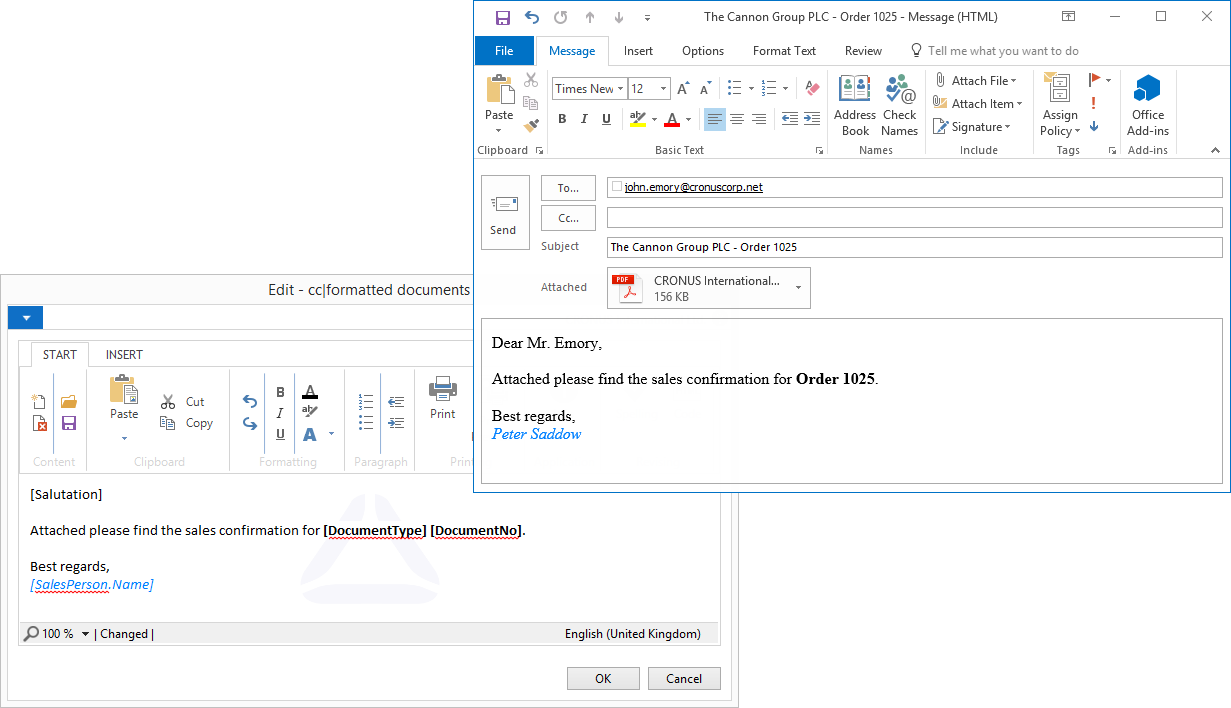 The Cannon Group PLC - Order 1025 - Message (HTML)
File Message Insert Options Format Text Review Tell me what you want to do
Times New 12
Paste
B I U
Address Book
Check Names
Attach File
Attach Item
Signature
Assign Policy
Office Add-ins
Clipboard Basic Text Names Include Tags Add-ins
Send
To...
john.emory@cronuscorp.net
Cc...
Subject
The Cannon Group PLC - Order 1025
Attached
PDF
CRONUS International...
156 KB
Dear Mr. Emory,
Attached please find the sales confirmation for Order 1025.
Best regards,
Peter Saddow
Edit - cc|formatted documents
START INSERT
Paste
Cut
Copy
B
I
U
A
ab
A
Print
Content Clipboard Formatting Paragraph Print
[Salutation]
Attached please find the sales confirmation for [DocumentType] [DocumentNo].
Best regards,
[SalesPerson.Name]
100 % | Changed |
English (United Kingdom)
OK Cancel